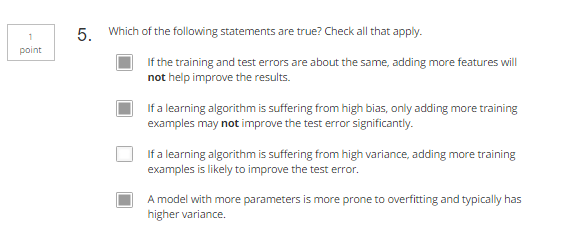 1
point
5. Which of the following statements are true? Check all that apply.
If the training and test errors are about the same, adding more features will
not help improve the results.
If a learning algorithm is suffering from high bias, only adding more training
examples may not improve the test error significantly.
If a learning algorithm is suffering from high variance, adding more training
examples is likely to improve the test error.
A model with more parameters is more prone to overfitting and typically has
higher variance.